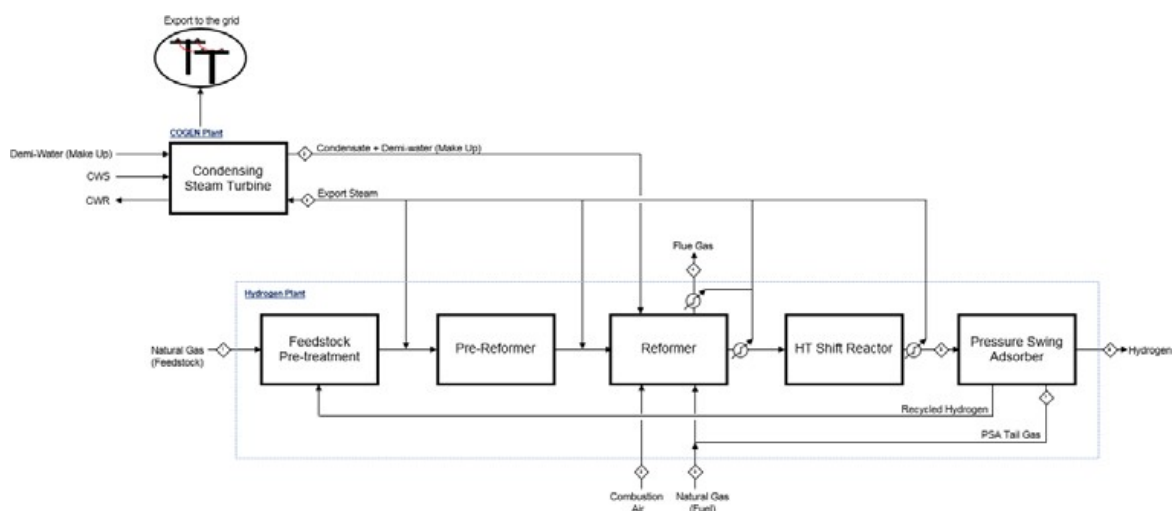 Export to the grid
COGEN Plant
Demi-Water (Make Up)
CWS
CWR
Condensing
Steam Turbine
Condensate + Demi-water (Make Up)
Export Steam
Flue Gas
Hydrogen Plant
Natural Gas
(Feedstock)
Feedstock
Pre-treatment
Pre-Reformer
Reformer
HT Shift Reactor
Pressure Swing
Adsorber
Hydrogen
Recycled Hydrogen
PSA Tail Gas
Combustion
Air
Natural Gas
(Fuel)